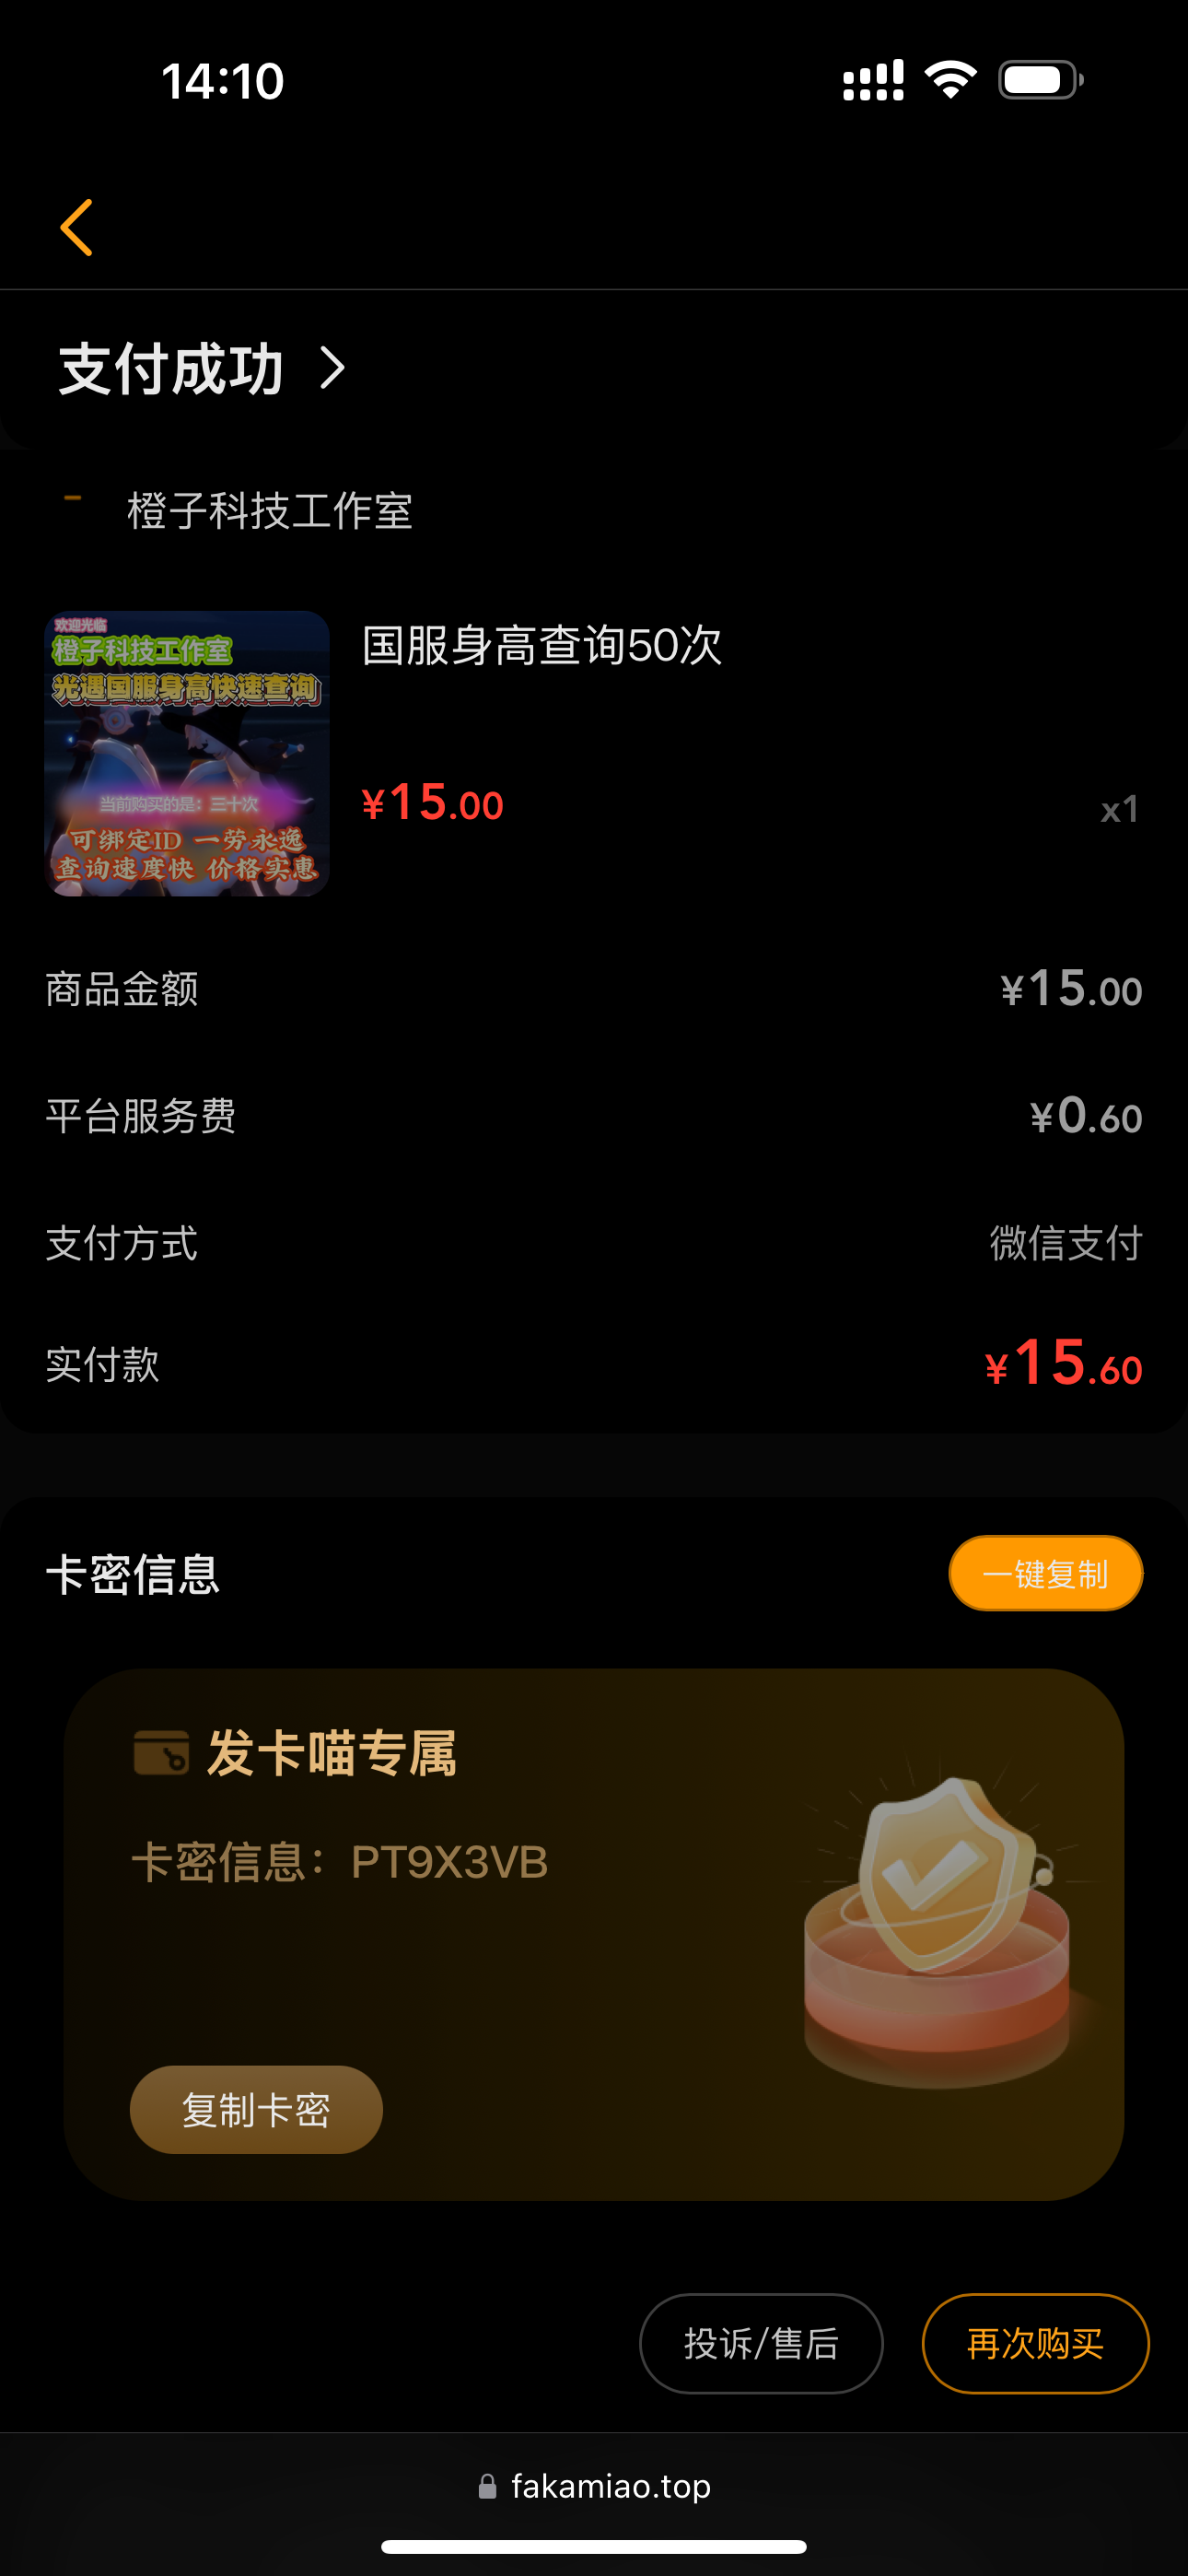 14:10
支付成功
橙子科技工作室
欢迎光临
橙子科技工作室
光遇国服身高快速查询
当前购买的是：三十次
可绑定ID 一劳永逸
查询速度快 价格实惠
国服身高查询50次
¥15.00
x1
商品金额 ¥15.00
平台服务费 ¥0.60
支付方式 微信支付
实付款 ¥15.60
卡密信息 一键复制
发卡喵专属
卡密信息：PT9X3VB
复制卡密
投诉/售后 再次购买
fakamiao.top